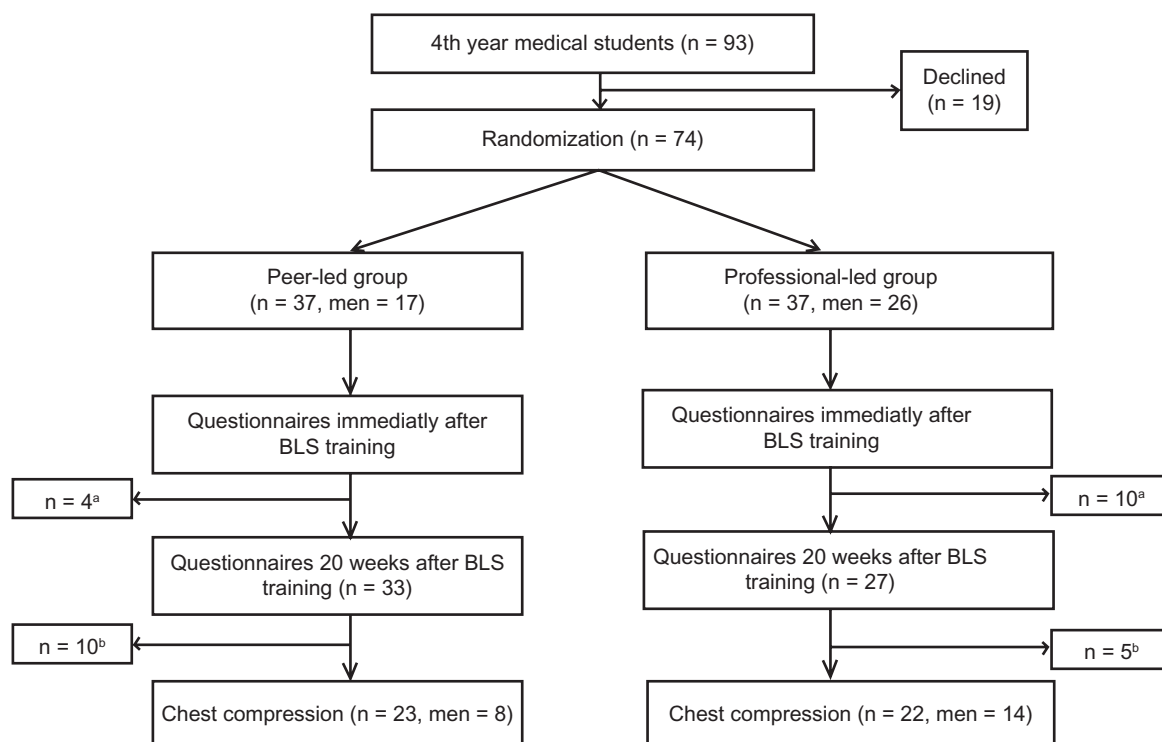 4th year medical students (n = 93)
Declined
(n = 19)
Randomization (n = 74)
Peer-led group
(n = 37, men = 17)
Professional-led group
(n = 37, men = 26)
Questionnaires immediatly after
BLS training
Questionnaires immediatly after
BLS training
n = 4ᵃ
n = 10ᵃ
Questionnaires 20 weeks after BLS
training (n = 33)
Questionnaires 20 weeks after BLS
training (n = 27)
n = 10ᵇ
n = 5ᵇ
Chest compression (n = 23, men = 8)
Chest compression (n = 22, men = 14)